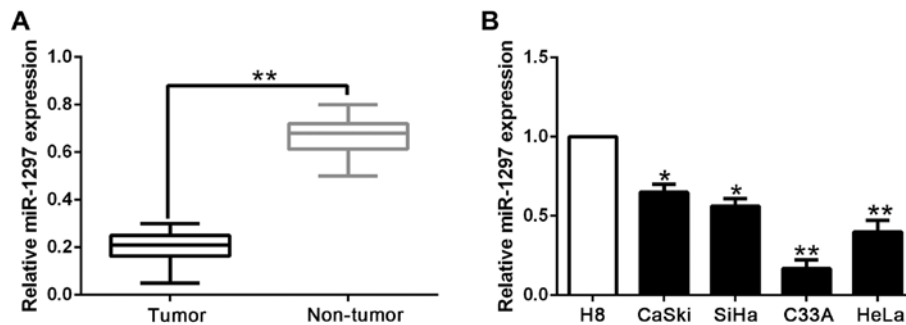 A
Relative miR-1297 expression
1.0
0.8
0.6
0.4
0.2
0.0
**
Tumor Non-tumor
B
Relative miR-1297 expression
1.5
1.0
0.5
0.0
* * ** **
H8 CaSki SiHa C33A HeLa